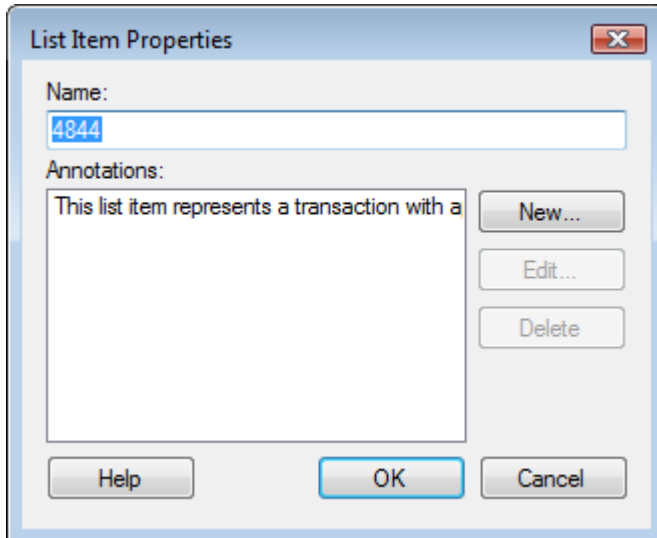 List Item Properties
Name:
4844
Annotations:
This list item represents a transaction with a
New...
Edit...
Delete
Help
OK
Cancel